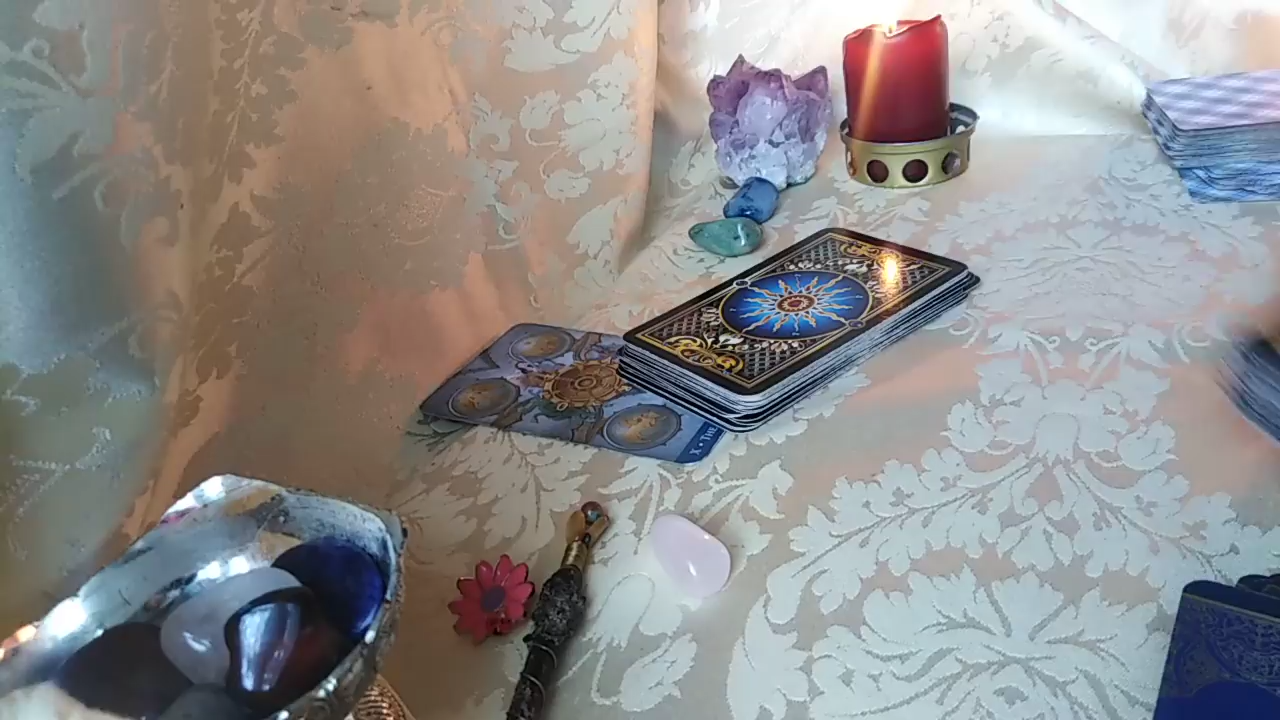 X • THE